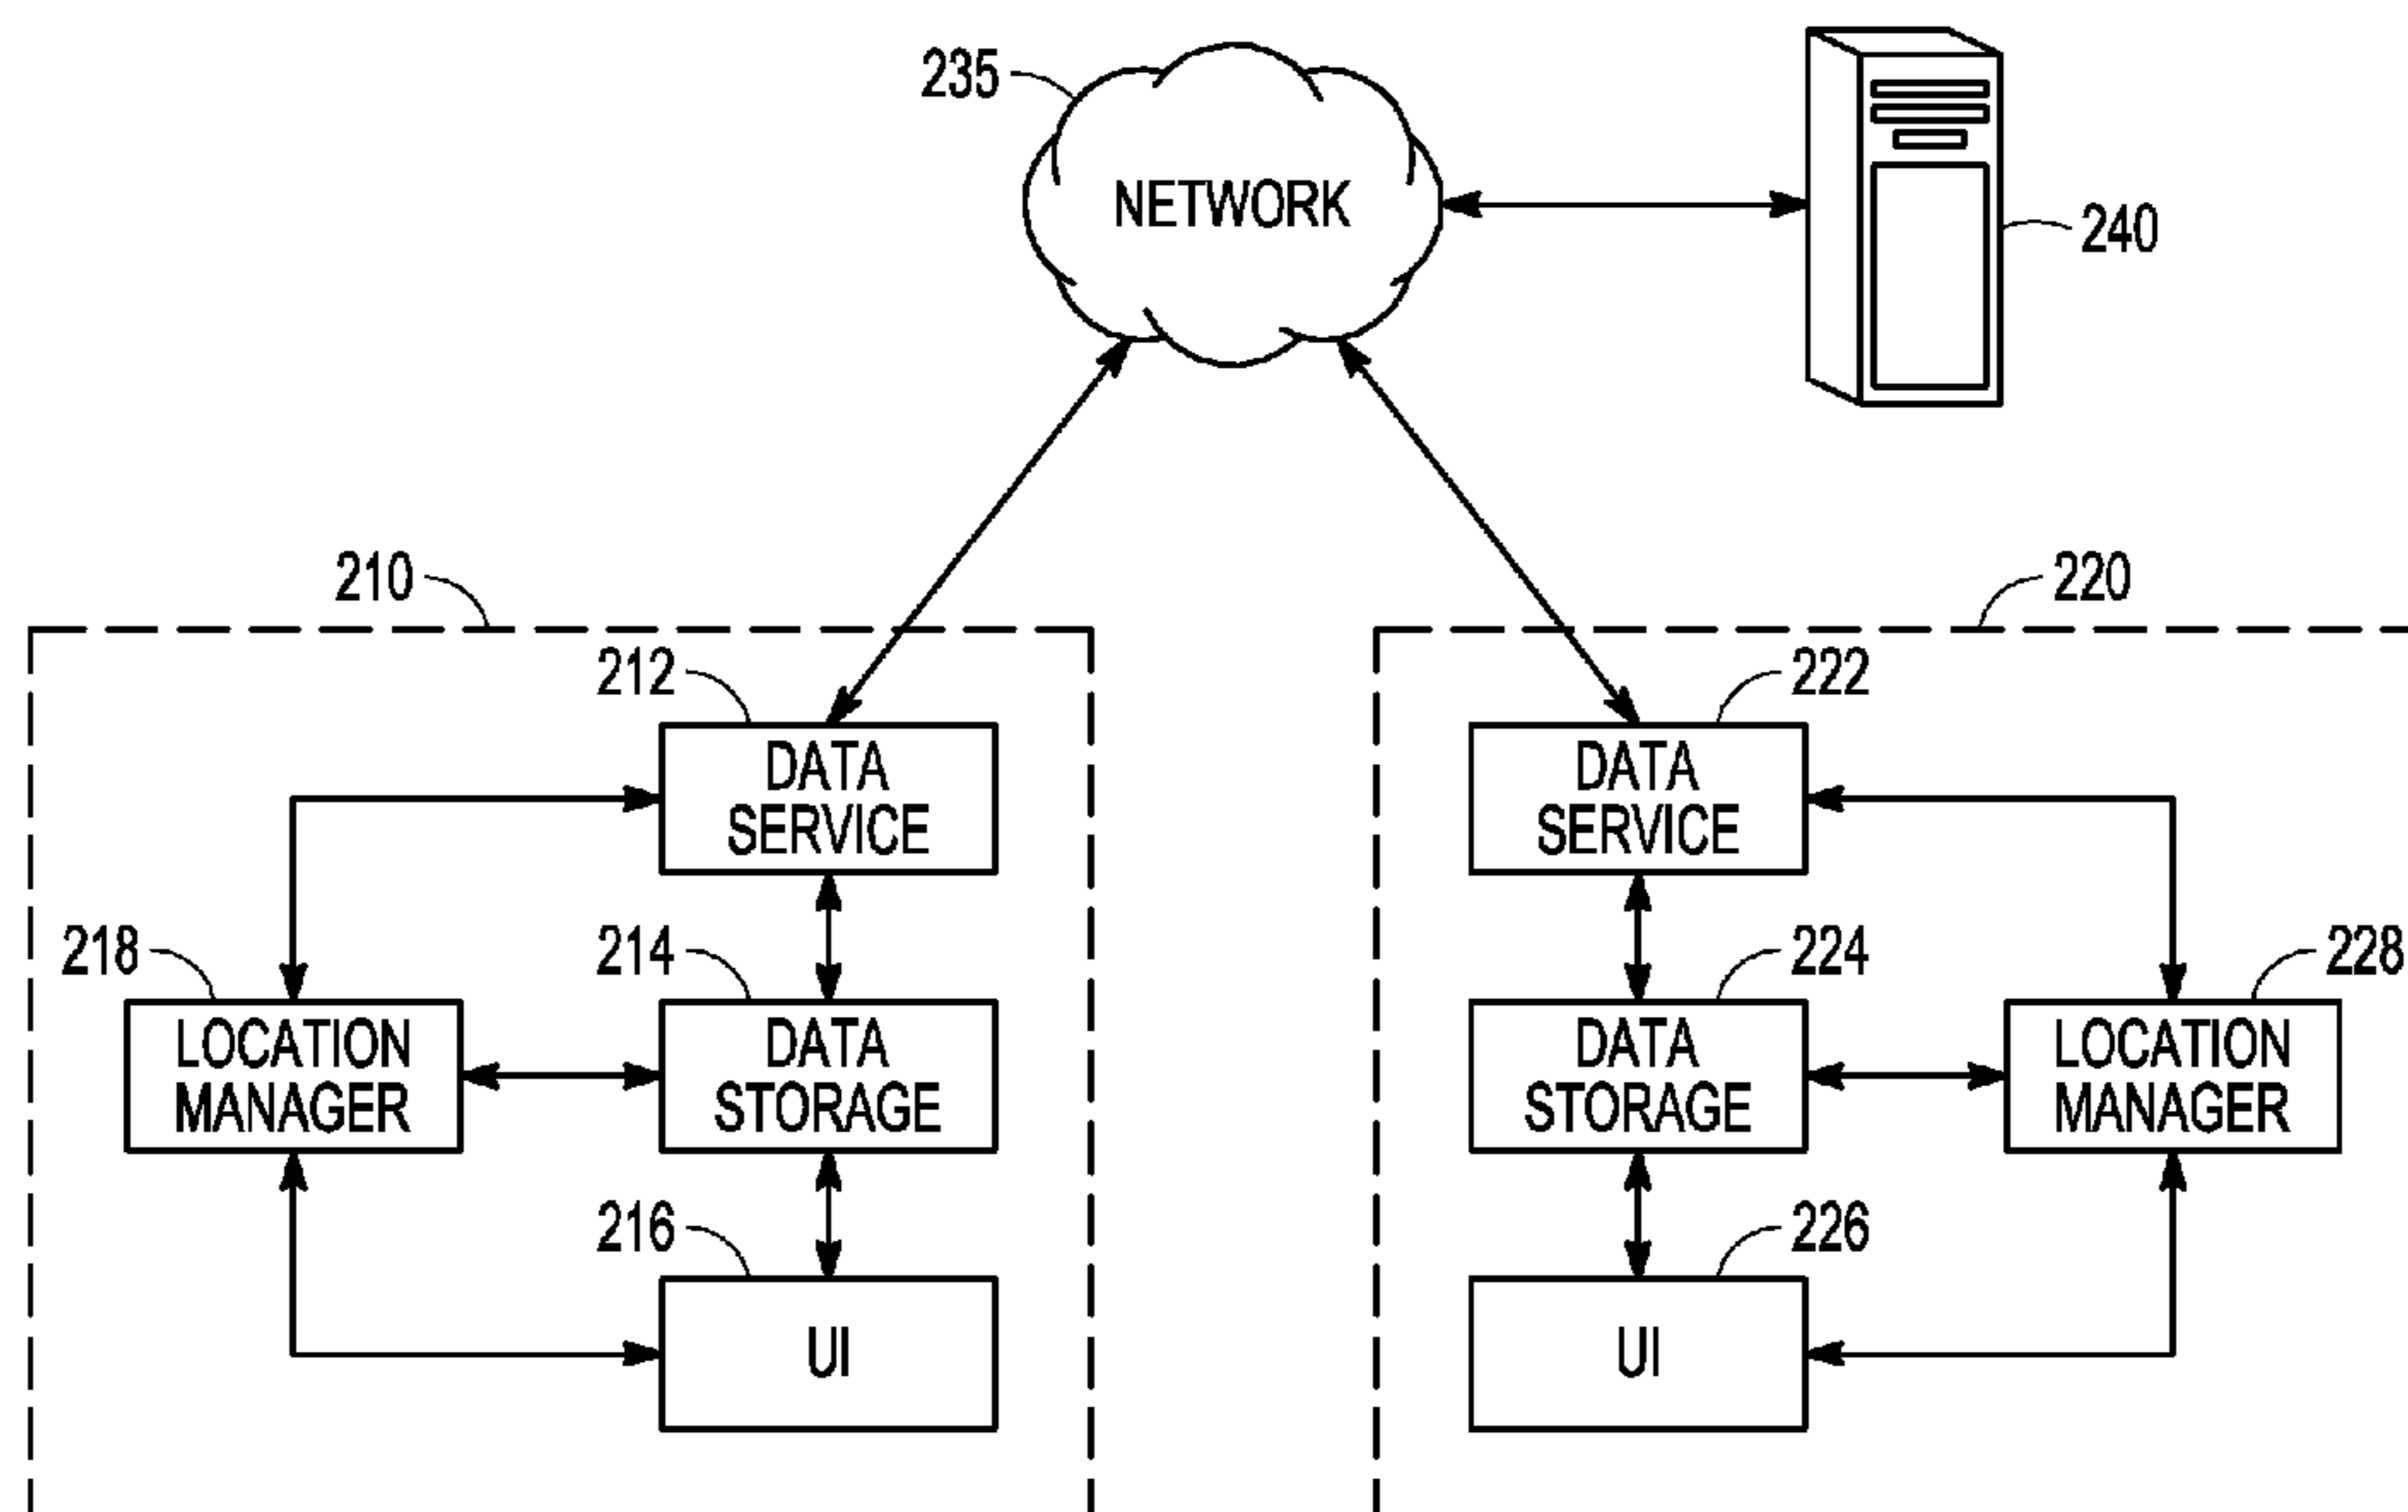 235
NETWORK
240
210
220
212
222
DATA
SERVICE
DATA
SERVICE
218
214
224
228
LOCATION
MANAGER
DATA
STORAGE
DATA
STORAGE
LOCATION
MANAGER
216
226
UI
UI